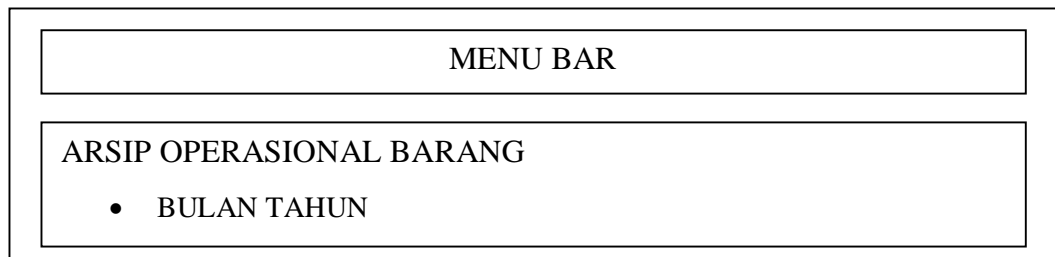 MENU BAR
ARSIP OPERASIONAL BARANG
• BULAN TAHUN